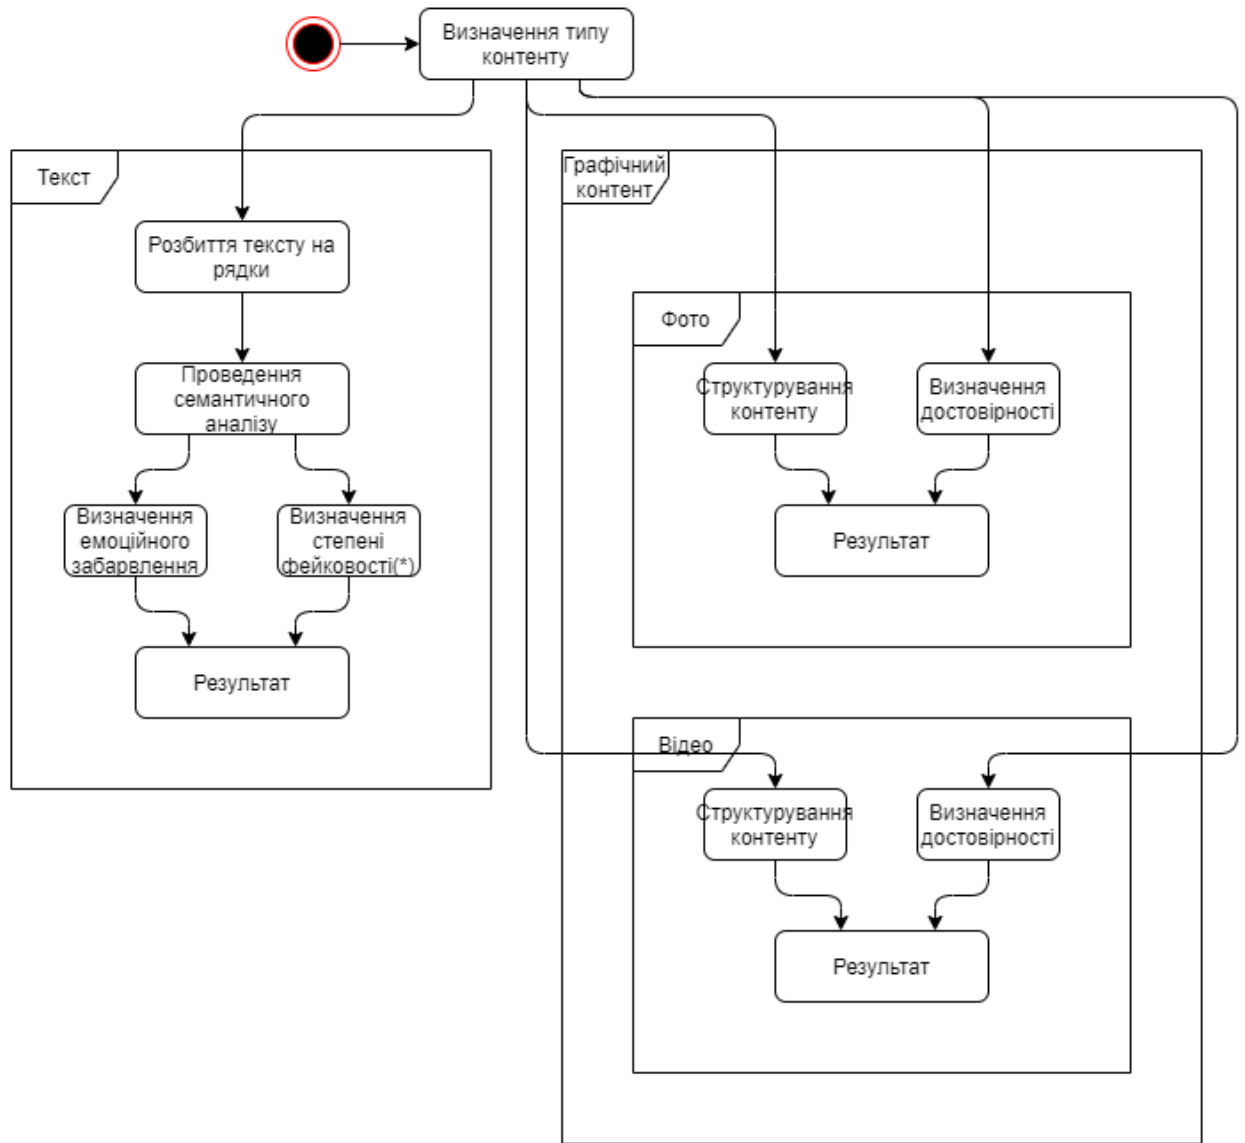 Визначення типу
контенту
Текст
Розбиття тексту на
рядки
Проведення
семантичного
аналізу
Визначення
емоційного
забарвлення
Визначення
степені
фейковості(*)
Результат
Графічний
контент
Фото
Структурування
контенту
Визначення
достовірності
Результат
Відео
Структурування
контенту
Визначення
достовірності
Результат